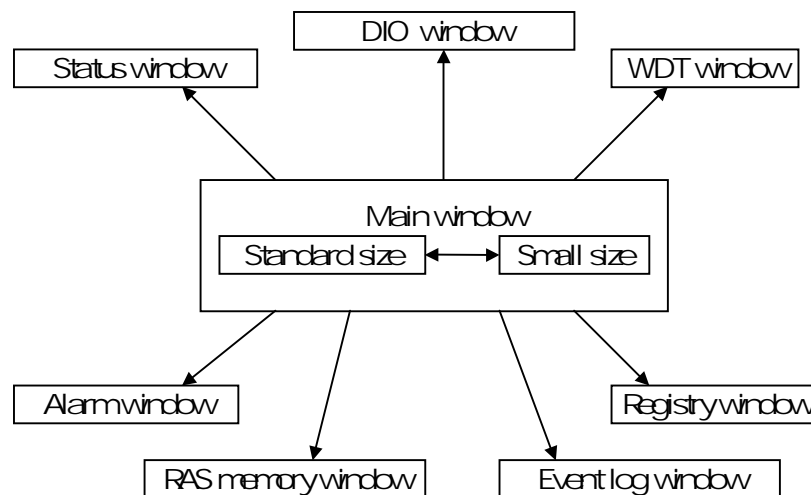 DIO window
Status window
WDT window
Main window
Standard size
Small size
Alarm window
Registry window
RAS memory window
Event log window